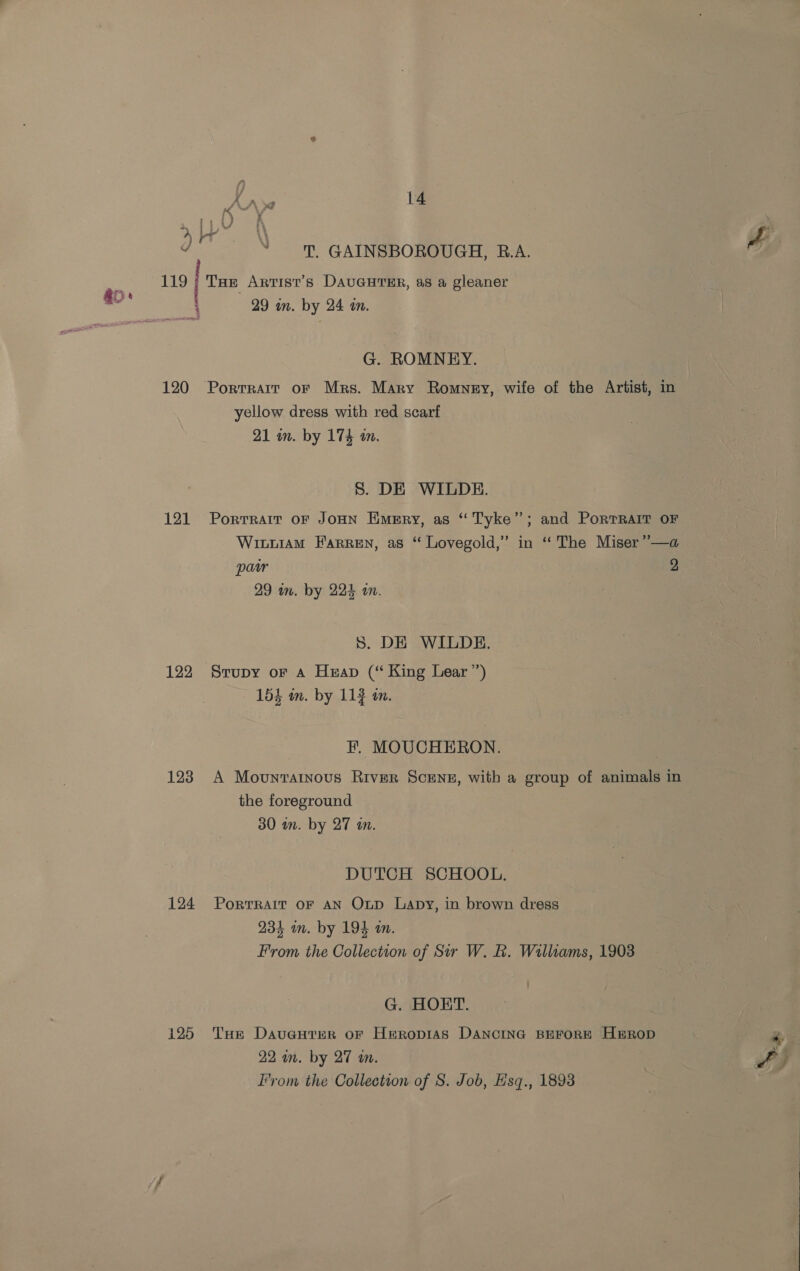 14
T. GAINSBOROUGH, R.A.
119 THE ARTIST'S DAUGHTER, as a gleaner
29 in. by 24 in.
G. ROMNEY.
120 PORTRAIT OF MRS. MARY ROMNEY, wife of the Artist, in
yellow dress with red scarf
21 in. by 17½ in.
S. DE WILDE.
121 PORTRAIT OF JOHN EMERY, as “Tyke”; and PORTRAIT OF
WILLIAM FARREN, as “Lovegold,” in “The Miser”—a
pair 2
29 in. by 22½ in.
S. DE WILDE.
122 STUDY OF A HEAD (“King Lear”)
15½ in. by 11¾ in.
F. MOUCHERON.
123 A MOUNTAINOUS RIVER SCENE, with a group of animals in
the foreground
30 in. by 27 in.
DUTCH SCHOOL.
124 PORTRAIT OF AN OLD LADY, in brown dress
23½ in. by 19½ in.
From the Collection of Sir W. R. Williams, 1903
G. HOET.
125 THE DAUGHTER OF HERODIAS DANCING BEFORE HEROD
22 in. by 27 in.
From the Collection of S. Job, Esq., 1893